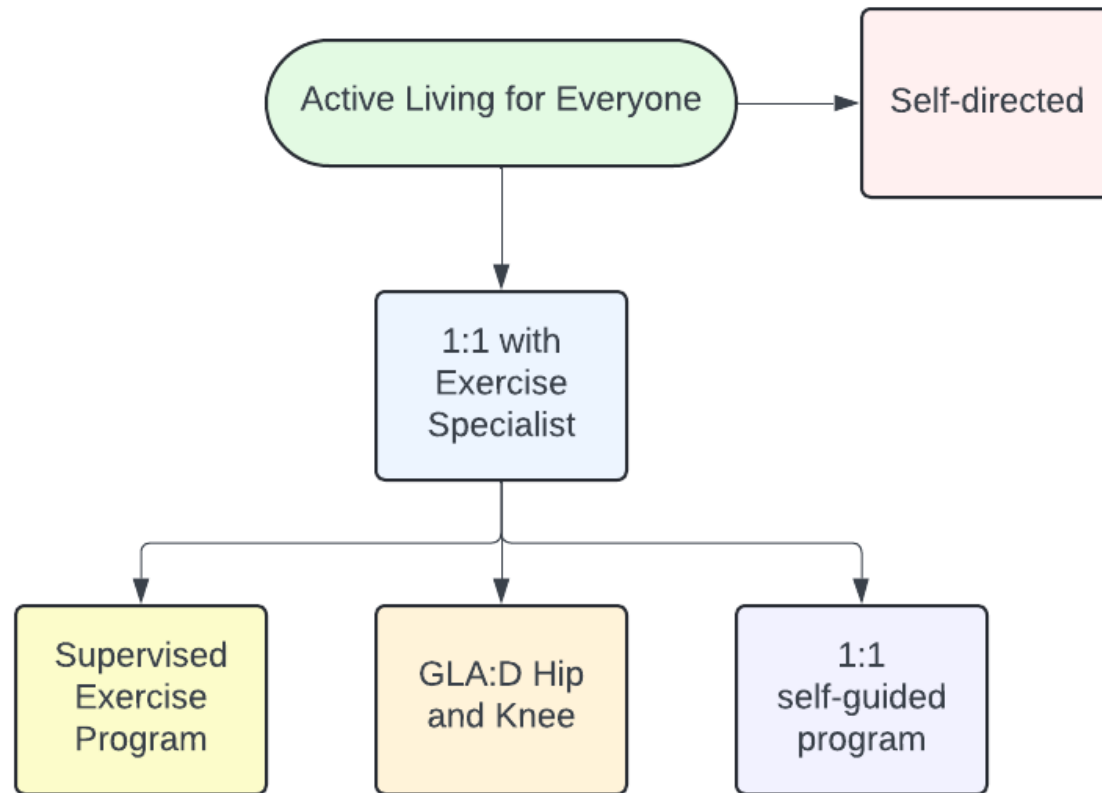 Active Living for Everyone
Self-directed
1:1 with
Exercise
Specialist
Supervised
Exercise
Program
GLA:D Hip
and Knee
1:1
self-guided
program